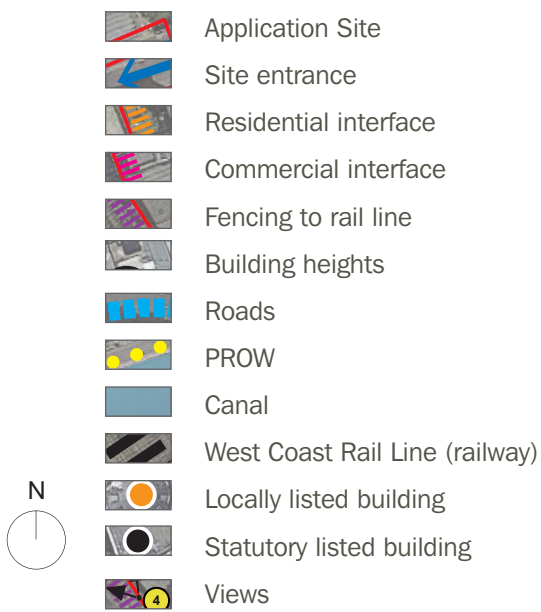 Application Site
Site entrance
Residential interface
Commercial interface
Fencing to rail line
Building heights
Roads
PROW
Canal
West Coast Rail Line (railway)
N
Locally listed building
Statutory listed building
4
Views